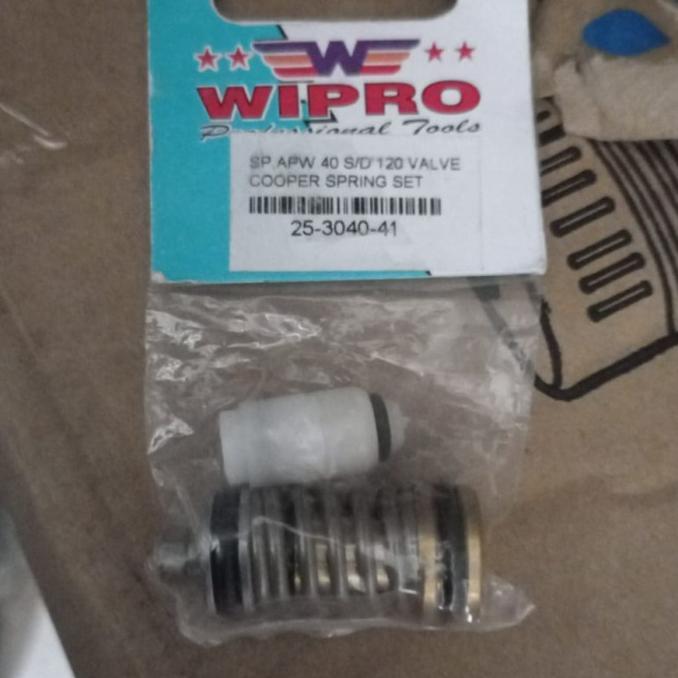 W
WIPRO
Professional Tools
SP.APW 40 S/D 120 VALVE
COOPER SPRING SET
25-3040-41